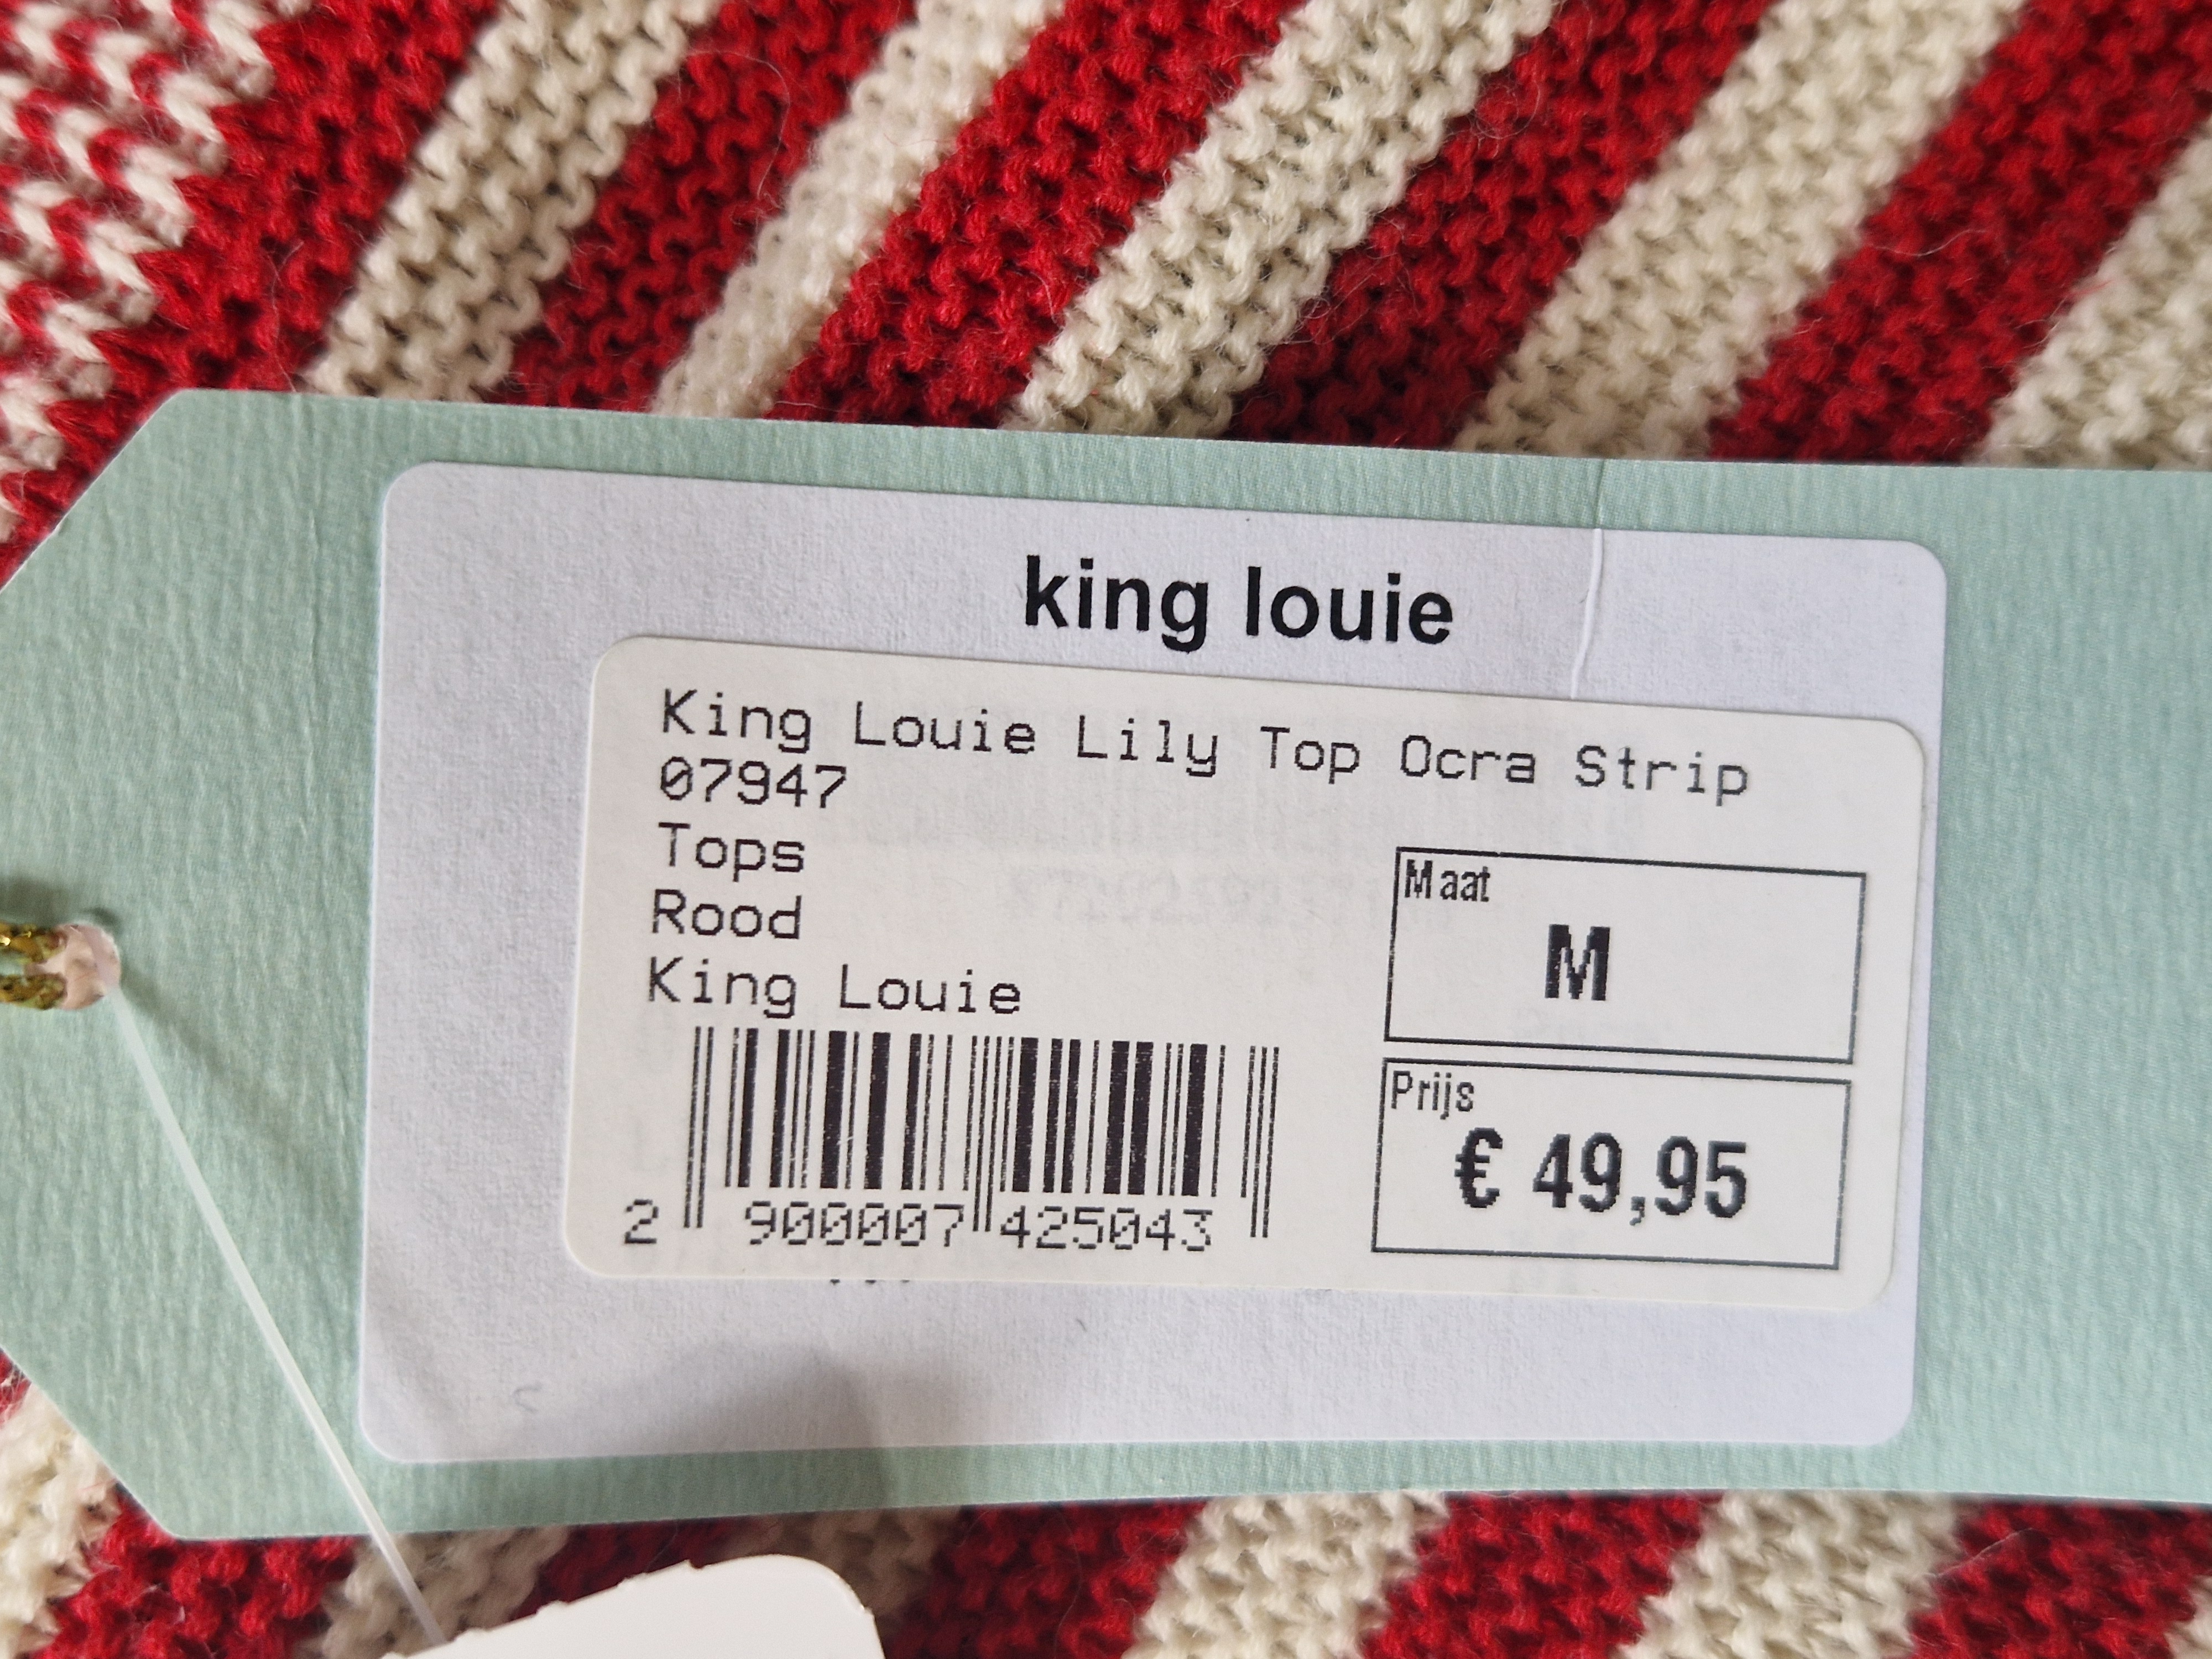 king louie
King Louie Lily Top Ocra Strip
07947
Tops
Rood
King Louie
Maat
M
Prijs
€ 49,95
2 900007 425043